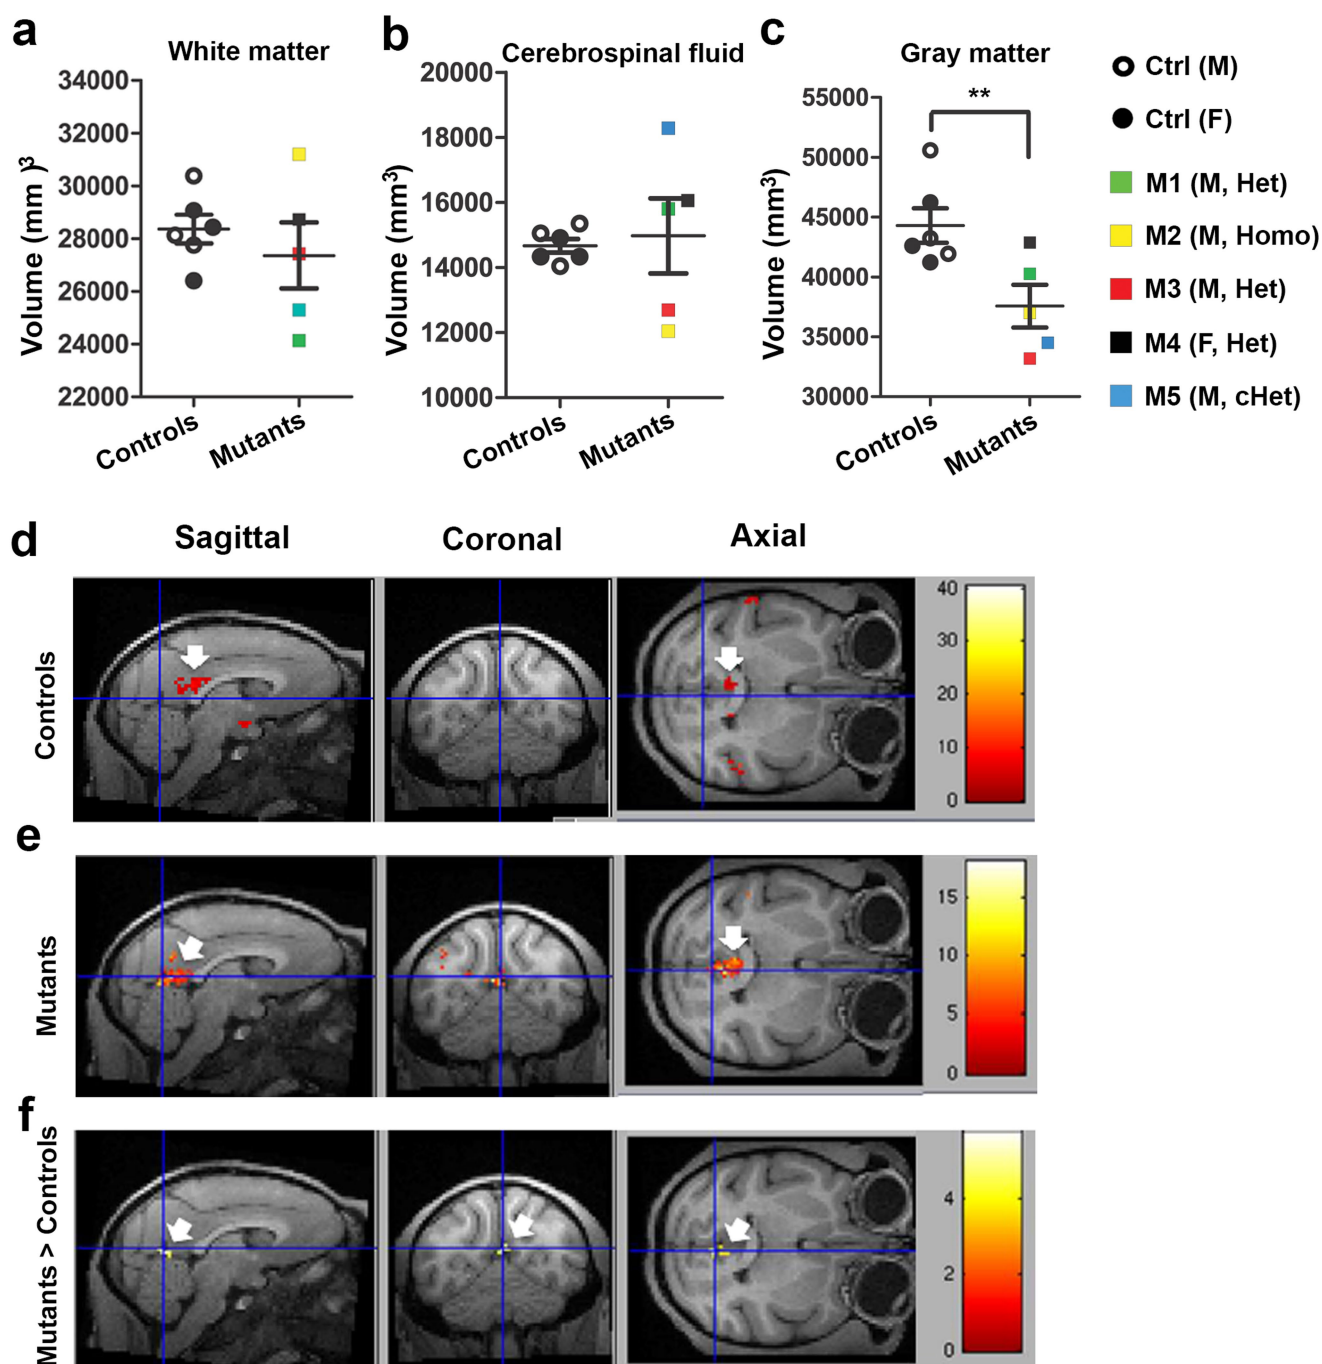 a
White matter
Volume (mm )3
34000
32000
30000
28000
26000
24000
22000
Controls
Mutants
b
Cerebrospinal fluid
Volume (mm3)
20000
18000
16000
14000
12000
10000
Controls
Mutants
c
Gray matter
Volume (mm3)
55000
50000
45000
40000
35000
30000
**
Controls
Mutants
Ctrl (M)
Ctrl (F)
M1 (M, Het)
M2 (M, Homo)
M3 (M, Het)
M4 (F, Het)
M5 (M, cHet)
d
Sagittal
Coronal
Axial
Controls
40
30
20
10
0
e
Mutants
15
10
5
0
f
Mutants > Controls
4
2
0